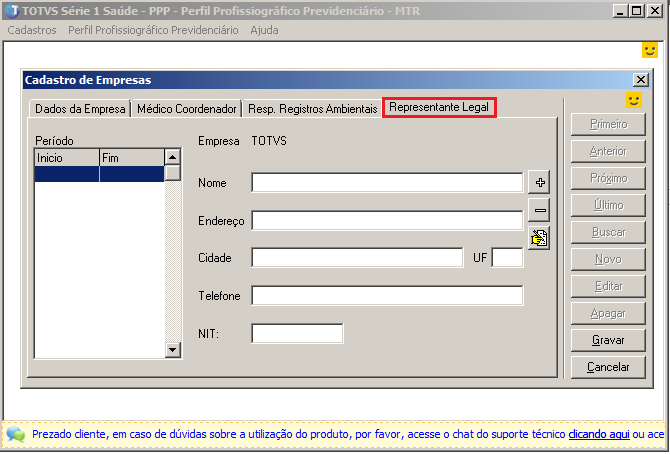 TOTVS Série 1 Saúde - PPP - Perfil Profissiográfico Previdenciário - MTR
Cadastros Perfil Profissiográfico Previdenciário Ajuda
Cadastro de Empresas
Dados da Empresa Médico Coordenador Resp. Registros Ambientais Representante Legal
Período
Inicio Fim
Empresa TOTVS
Nome
Endereço
Cidade UF
Telefone
NIT:
Primeiro
Anterior
Próximo
Último
Buscar
Novo
Editar
Apagar
Gravar
Cancelar
Prezado cliente, em caso de dúvidas sobre a utilização do produto, por favor, acesse o chat do suporte técnico clicando aqui ou ace